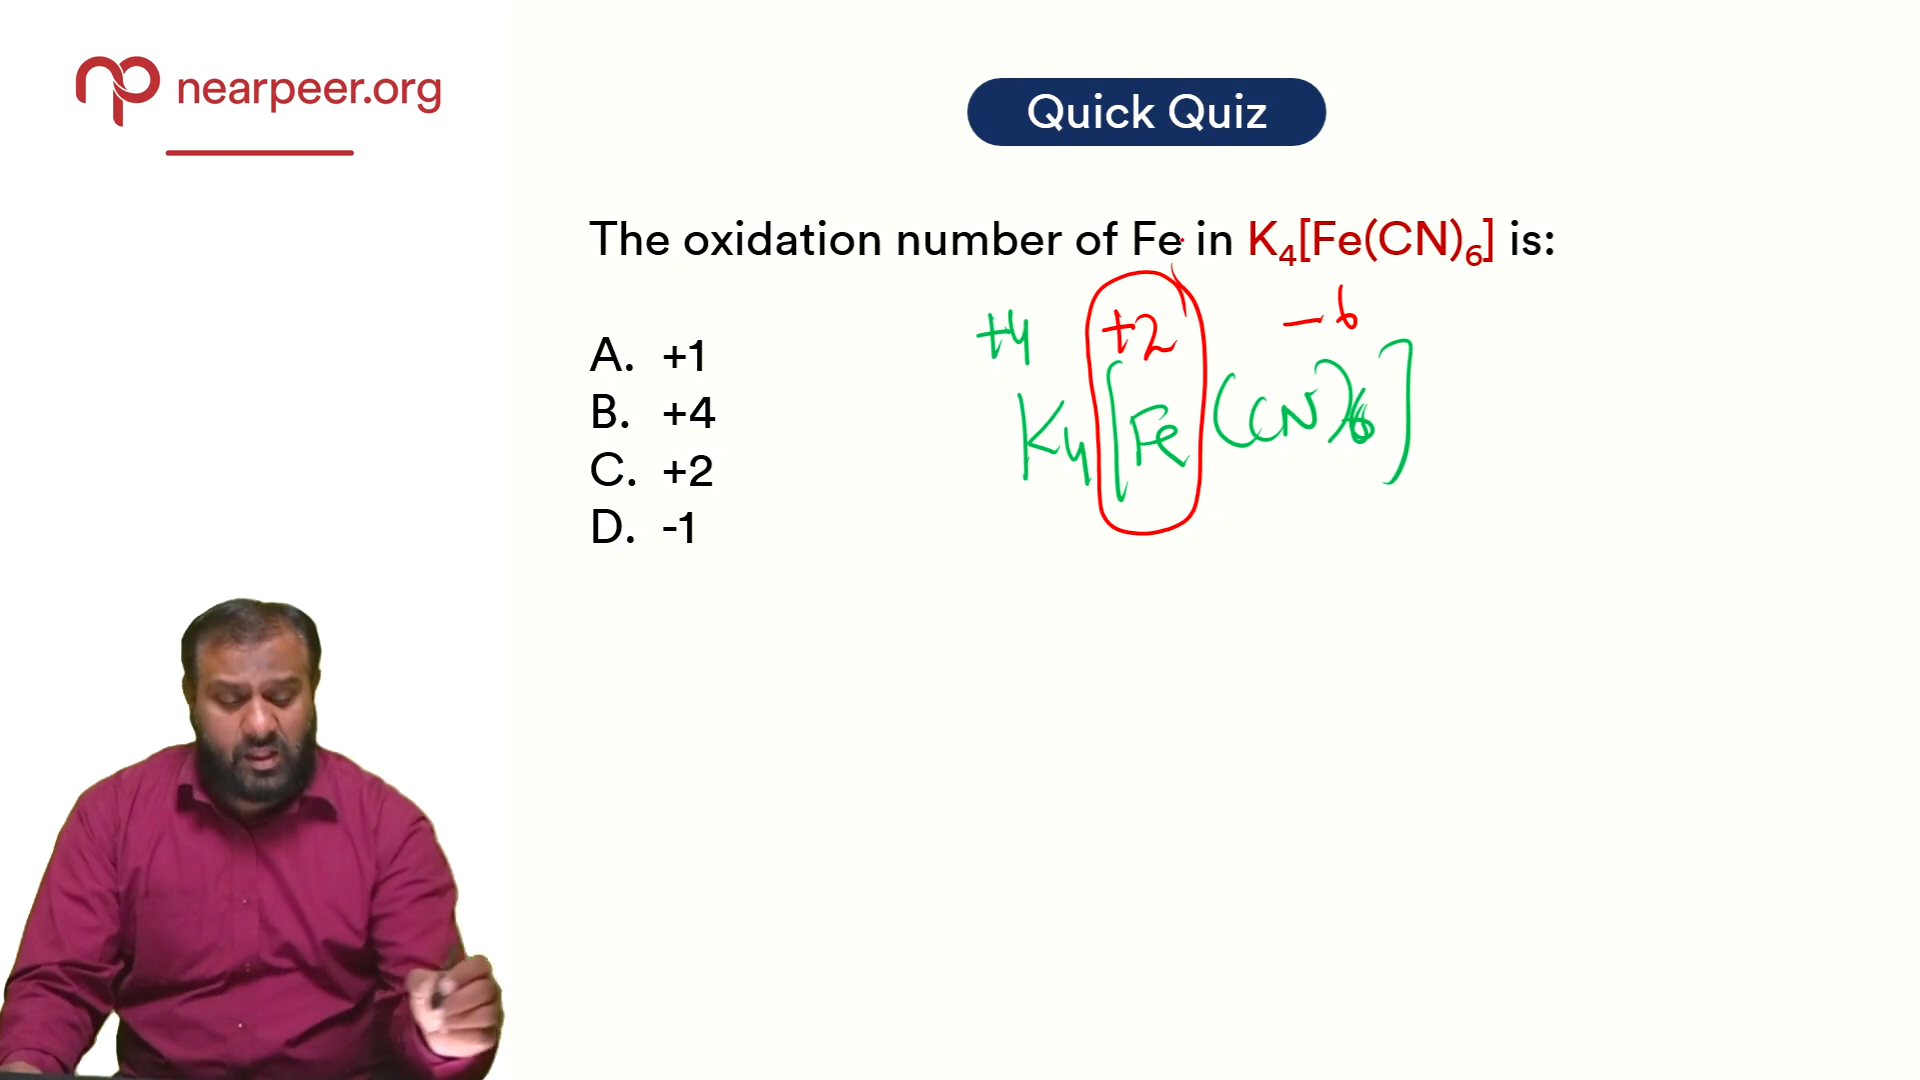 nearpeer.org
Quick Quiz
The oxidation number of Fe in K₄[Fe(CN)₆] is:
A. +1
B. +4
C. +2
D. -1
+4 +2 -6
K4[Fe(CN)6]